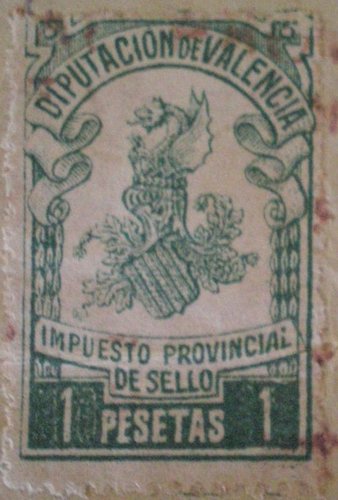 DIPUTACION DE VALENCIA
IMPUESTO PROVINCIAL
DE SELLO
1 PESETAS 1